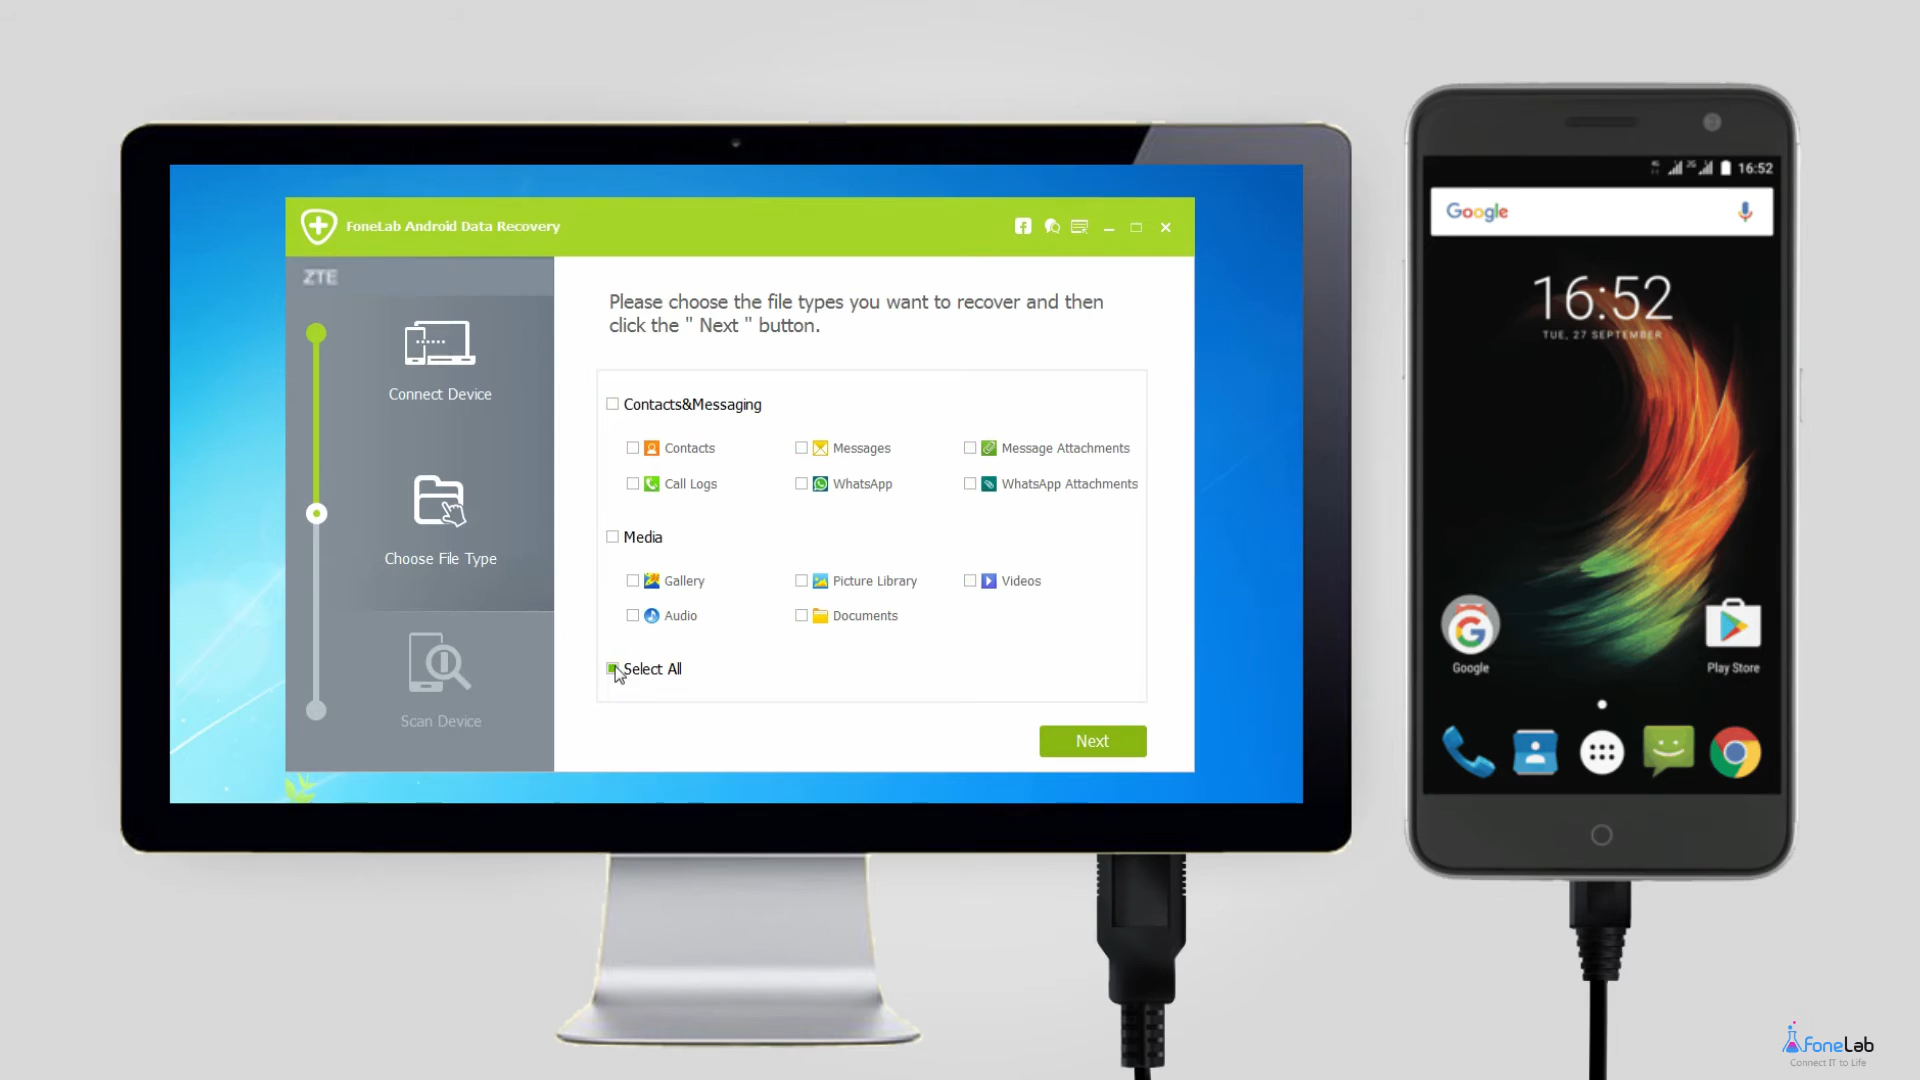 FoneLab Android Data Recovery
ZTE
Connect Device
Choose File Type
Scan Device
Please choose the file types you want to recover and then
click the " Next " button.
Contacts&Messaging
Contacts
Messages
Message Attachments
Call Logs
WhatsApp
WhatsApp Attachments
Media
Gallery
Picture Library
Videos
Audio
Documents
Select All
Next
16:52
Google
16:52
TUE, 27 SEPTEMBER
Google
Play Store
FoneLab
Connect IT to Life